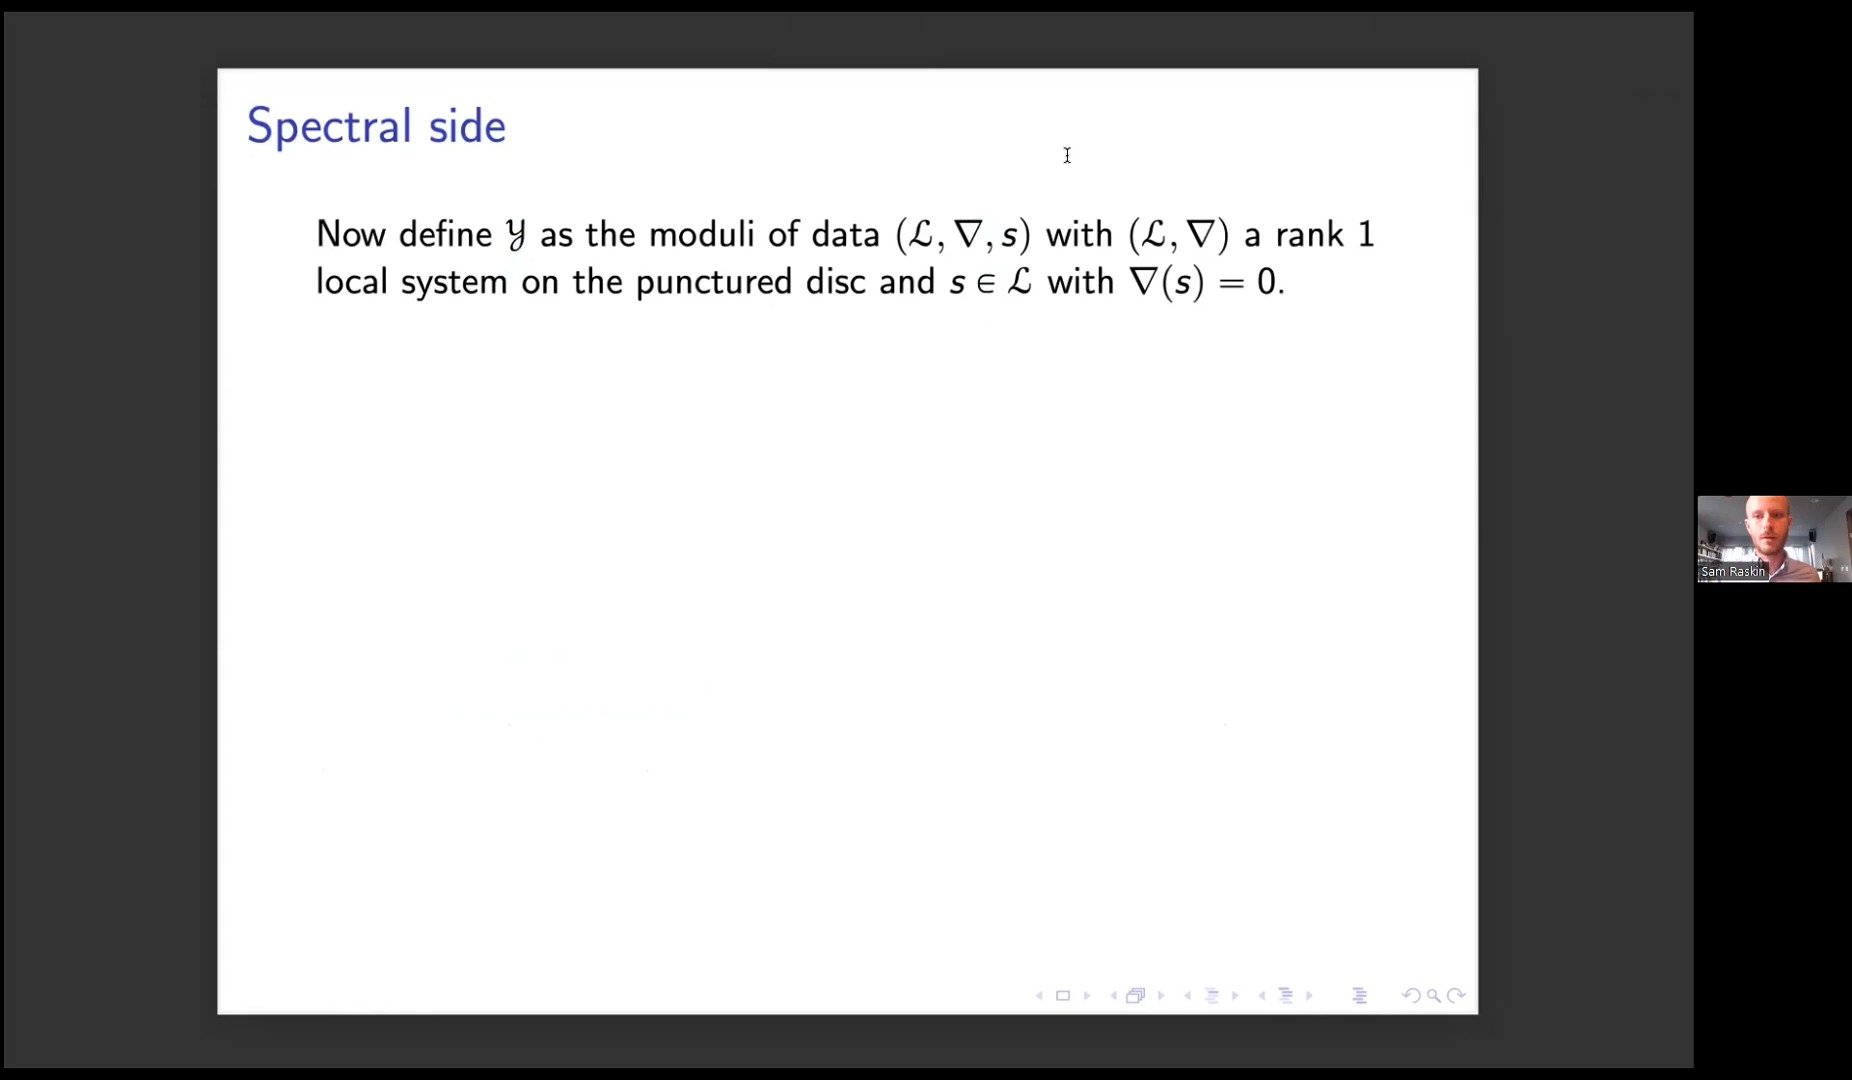 Spectral side
Now define 𝒴 as the moduli of data (ℒ, ∇, s) with (ℒ, ∇) a rank 1
local system on the punctured disc and s ∈ ℒ with ∇(s) = 0.
Sam Raskin